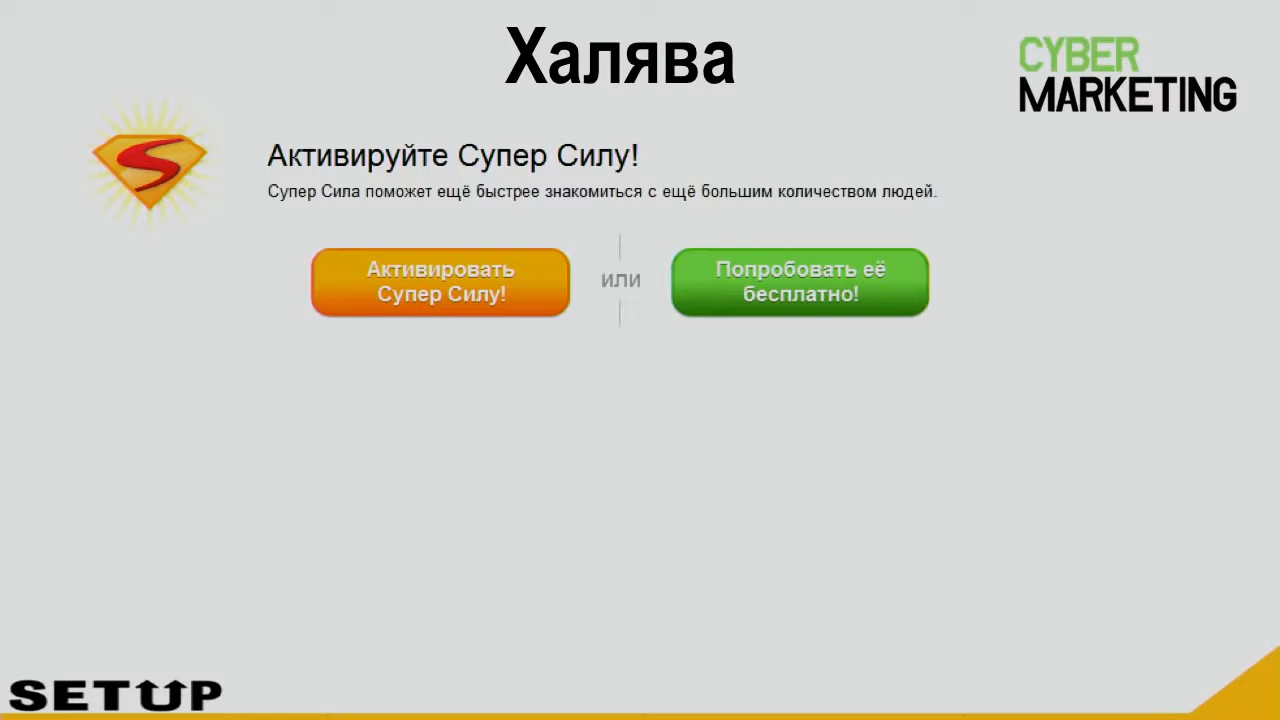 Халява
CYBER
MARKETING
Активируйте Супер Силу!
Супер Сила поможет ещё быстрее знакомиться с ещё большим количеством людей.
Активировать
Супер Силу!
или
Попробовать её
бесплатно!
SETUP